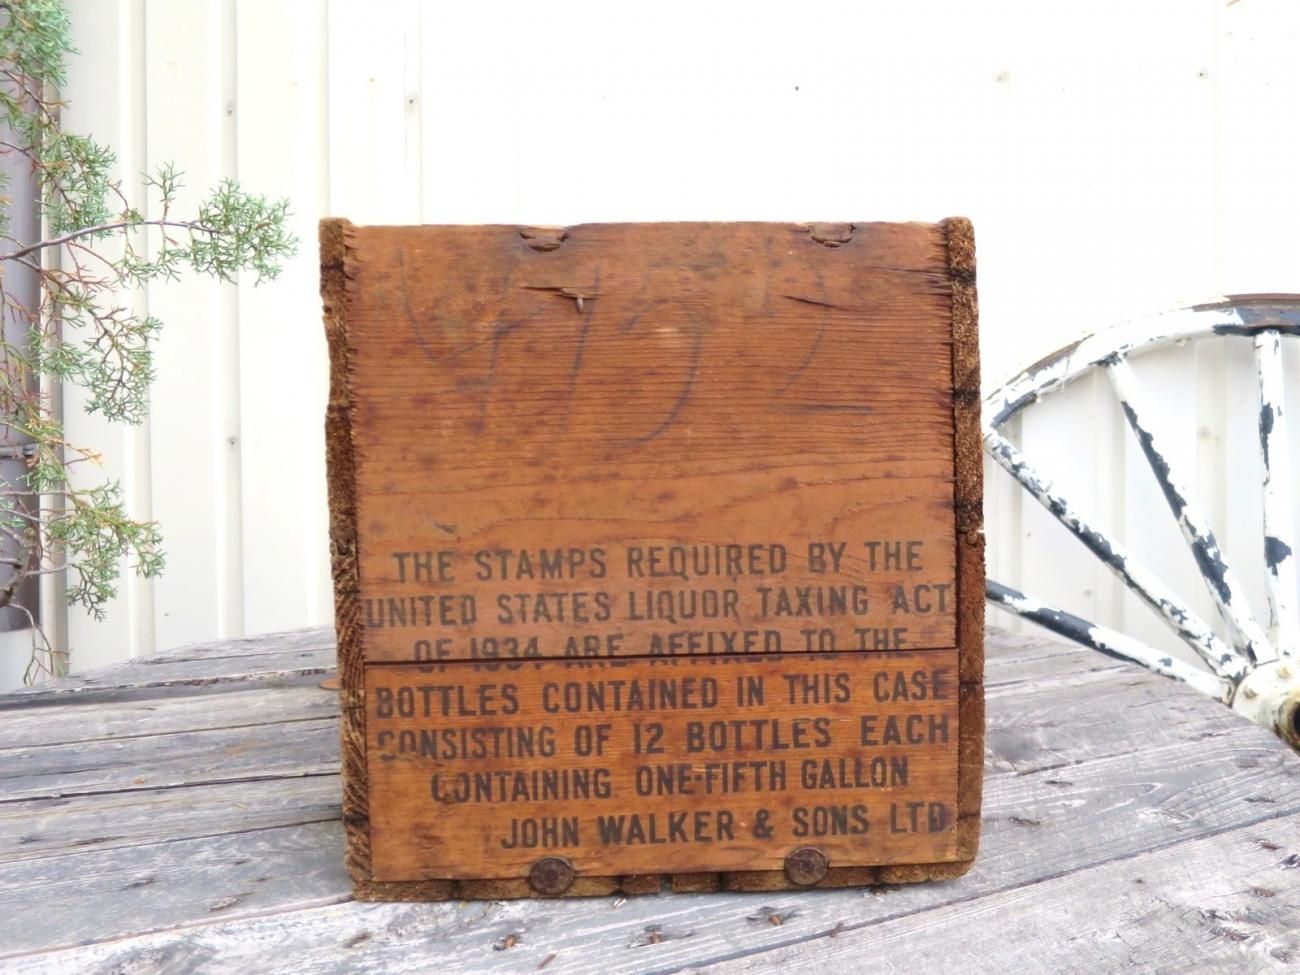 THE STAMPS REQUIRED BY THE
UNITED STATES LIQUOR TAXING ACT
OF 1934 ARE AFFIXED TO THE
BOTTLES CONTAINED IN THIS CASE
CONSISTING OF 12 BOTTLES EACH
CONTAINING ONE-FIFTH GALLON
JOHN WALKER & SONS LTD